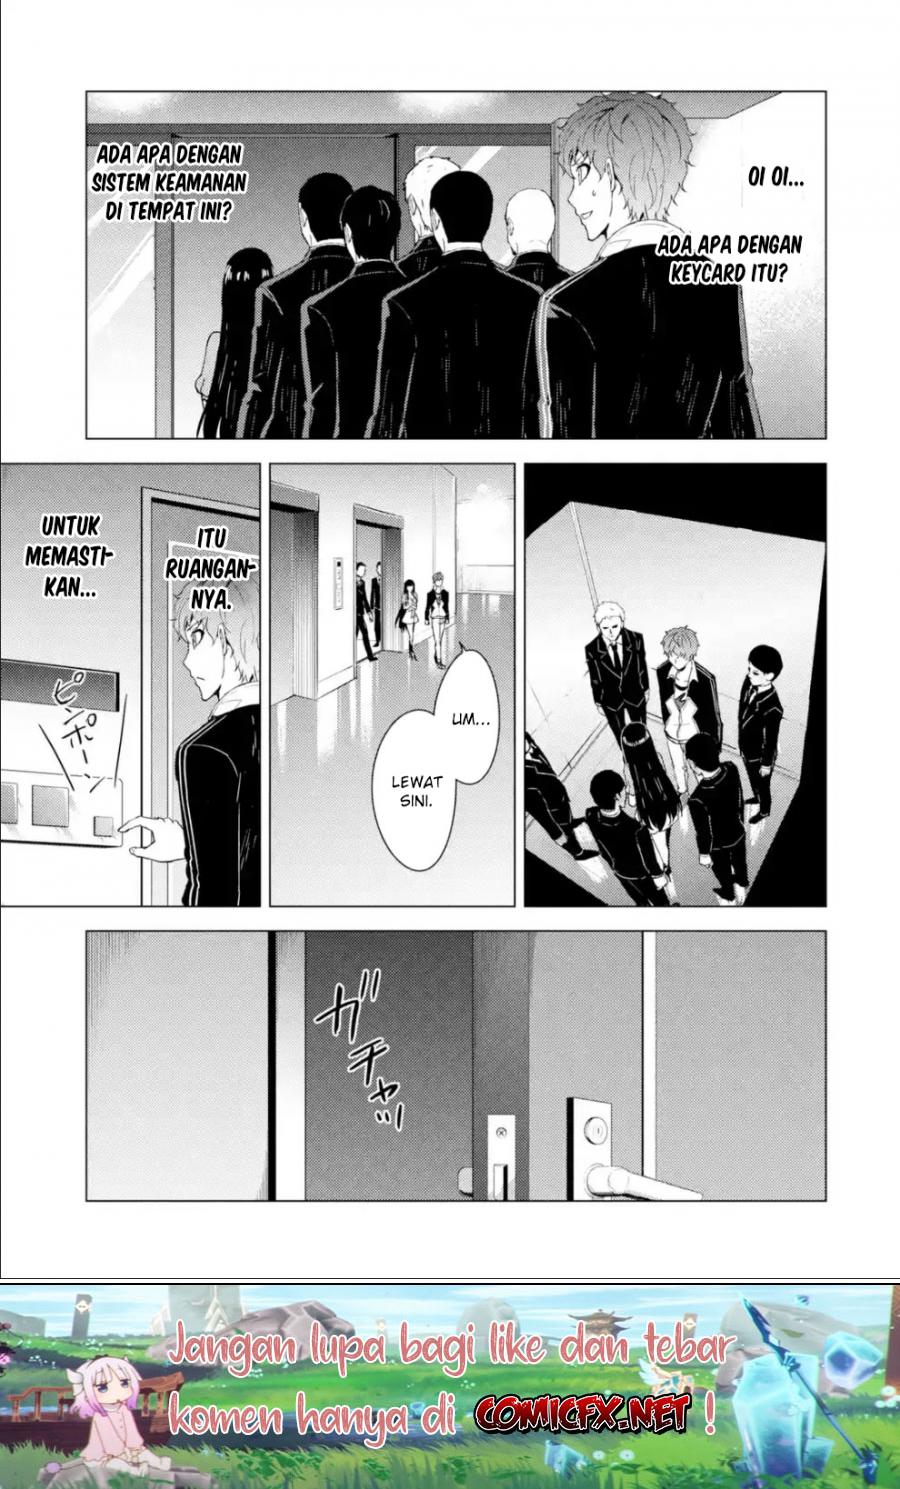 OI OI...
ADA APA DENGAN
KEYCARD ITU?
ADA APA DENGAN
SISTEM KEAMANAN
DI TEMPAT INI?
UM...
LEWAT
SINI.
ITU
RUANGAN-
NYA.
UNTUK
MEMASTI-
KAN...
ピンポーン
ガチャッ
Jangan lupa bagi like dan tebar
komen hanya di COMICFX.NET !